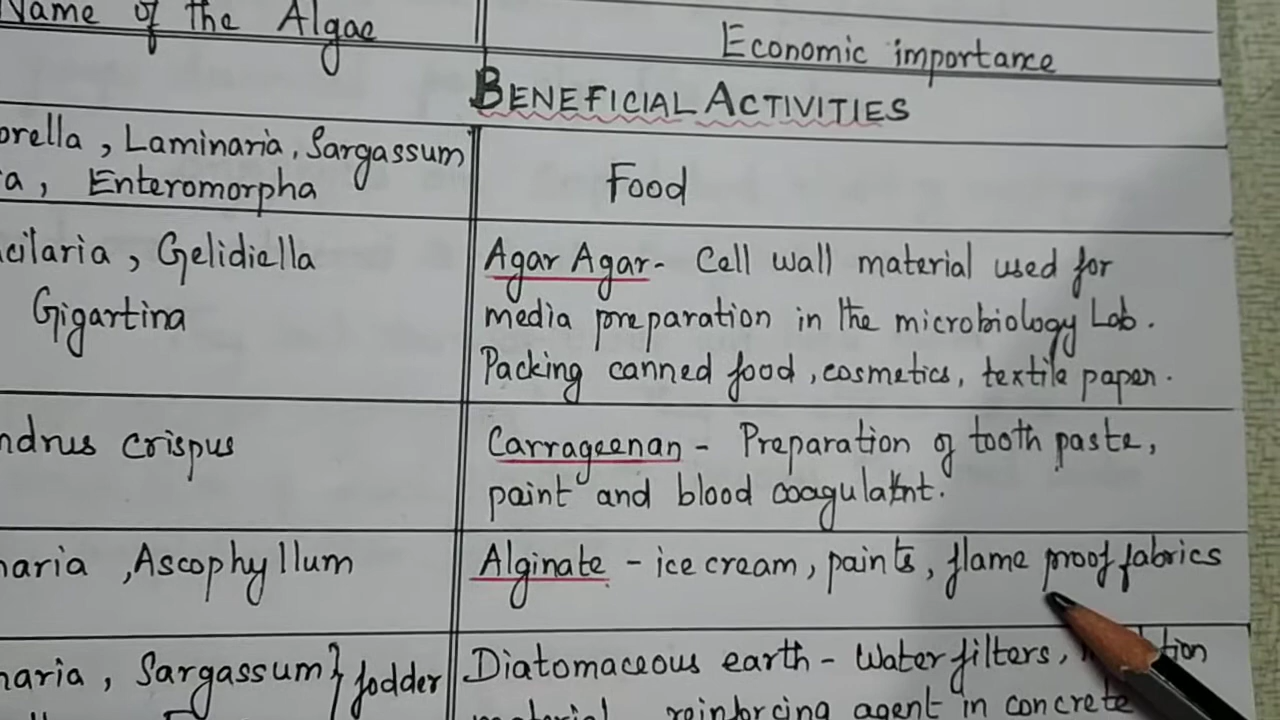 Name of the Algae
Economic importance
BENEFICIAL ACTIVITIES
orella, Laminaria, Sargassum
a, Enteromorpha
Food
cilaria, Gelidiella
Gigartina
Agar Agar- Cell wall material used for
media preparation in the microbiology Lab.
Packing canned food, cosmetics, textile paper.
ndrus crispus
Carrageenan - Preparation of tooth paste,
paint and blood coagulant.
naria, Ascophyllum
Alginate - ice cream, paints, flame proof fabrics
naria, Sargassum} fodder
Diatomaceous earth - Water filters,
material reinforcing agent in concrete